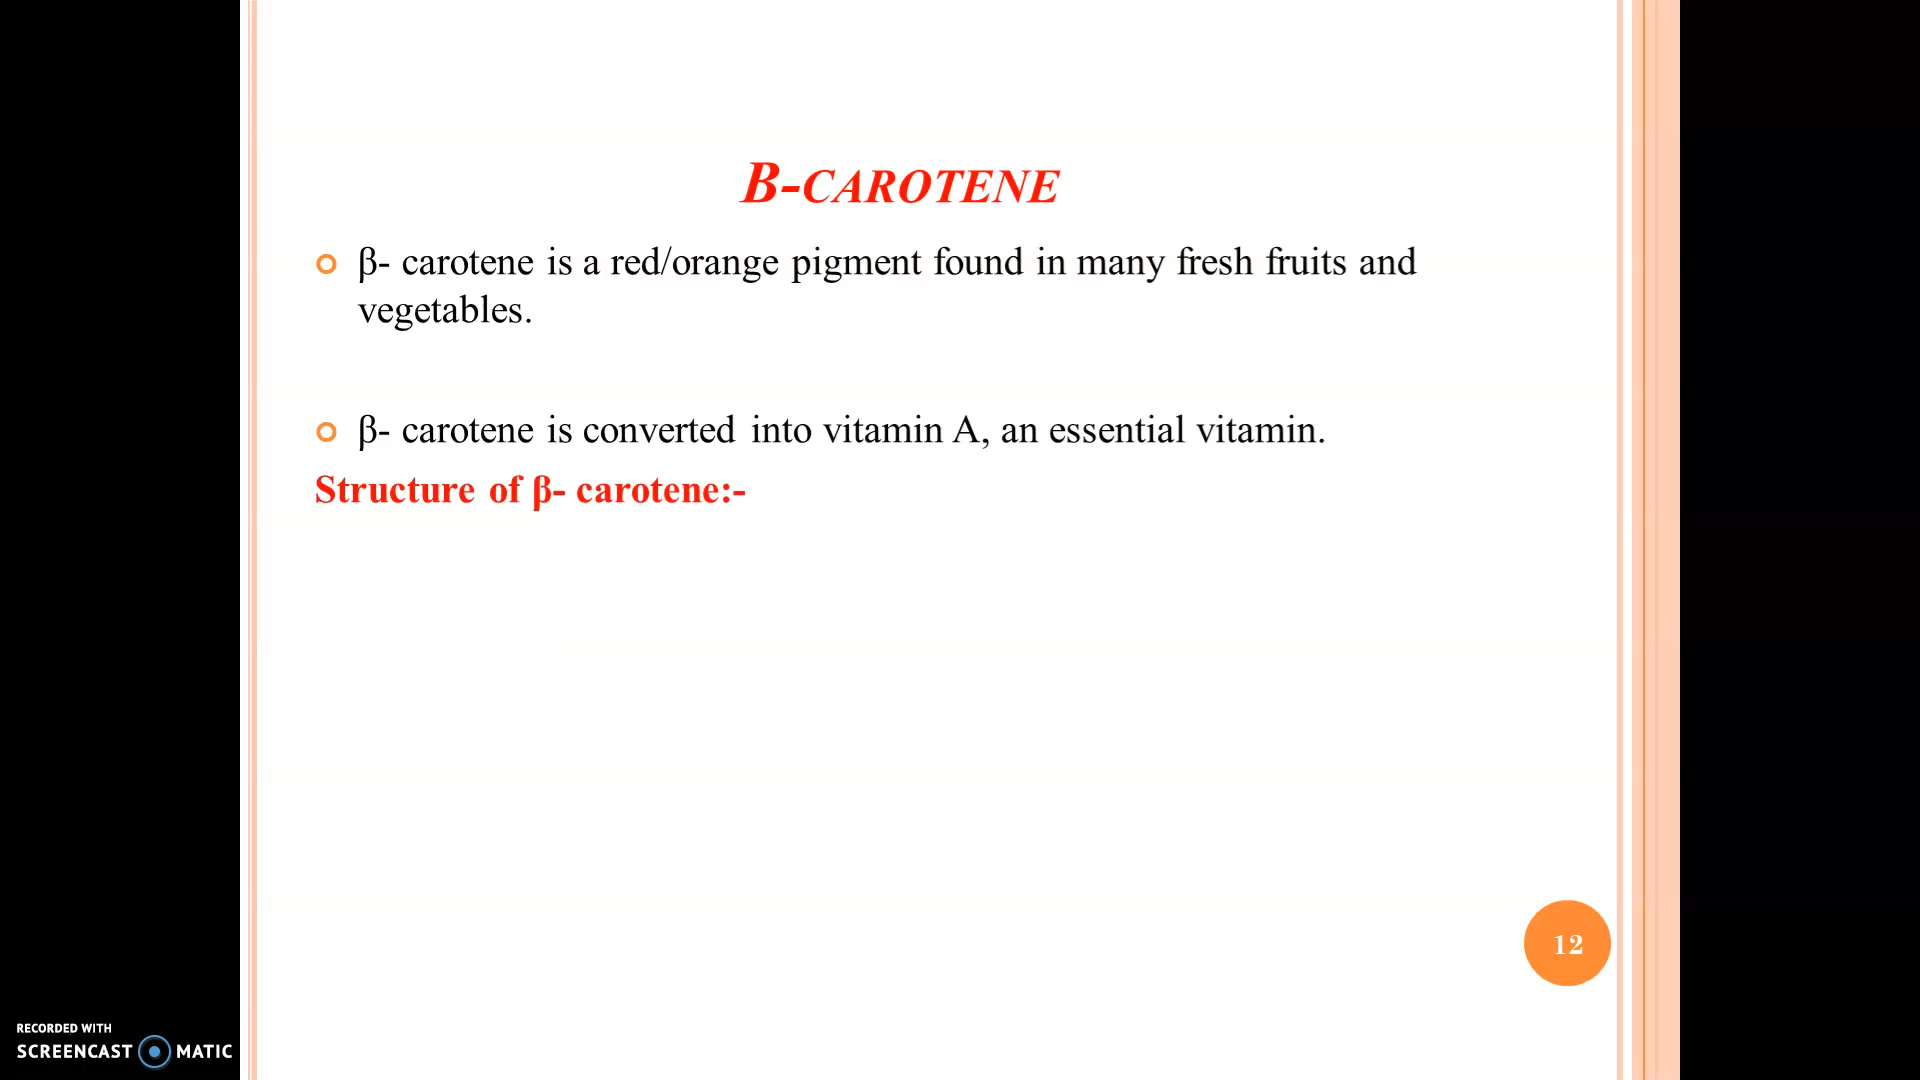 B-CAROTENE
β- carotene is a red/orange pigment found in many fresh fruits and
vegetables.
β- carotene is converted into vitamin A, an essential vitamin.
Structure of β- carotene:-
12
RECORDED WITH
SCREENCAST MATIC